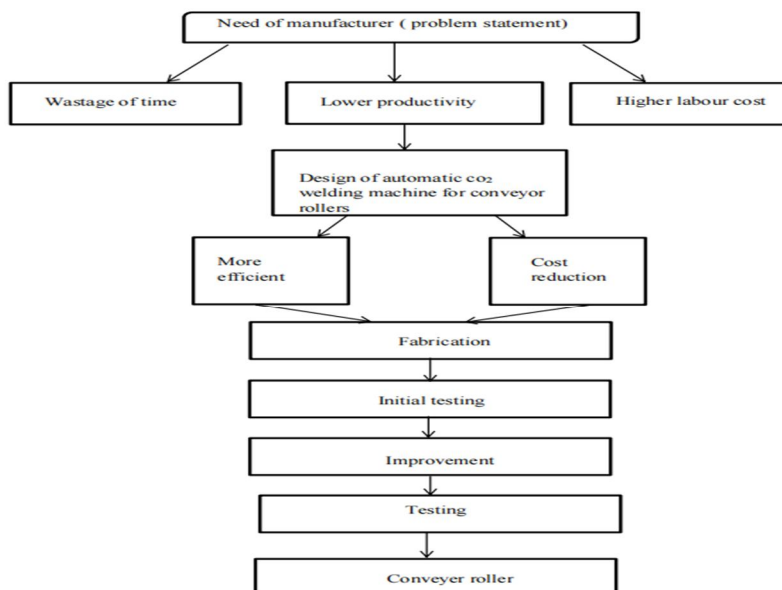 Need of manufacturer ( problem statement)
Wastage of time
Lower productivity
Higher labour cost
Design of automatic co₂
welding machine for conveyor
rollers
More
efficient
Cost
reduction
Fabrication
Initial testing
Improvement
Testing
Conveyer roller